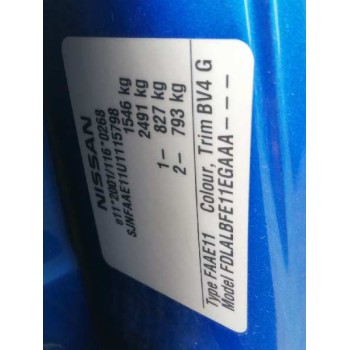 NISSAN
e11*2001/116*0268
SJNFAAE11U1115798
1546 kg
2491 kg
1– 827 kg
2– 793 kg
Type FAAE11 Colour, Trim BV4 G
Model FDLALBFE11EGAAA – – –